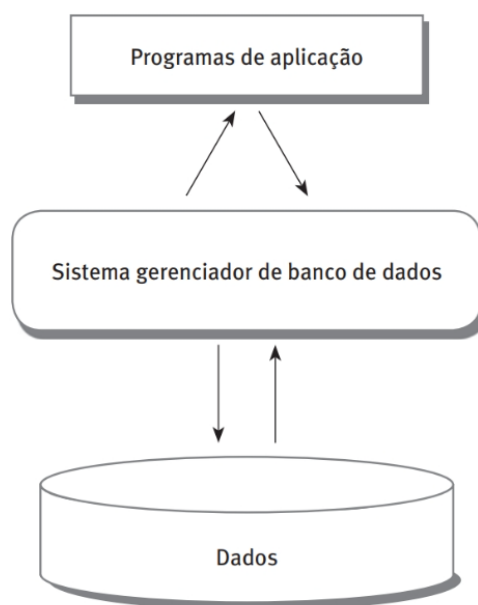 Programas de aplicação
Sistema gerenciador de banco de dados
Dados